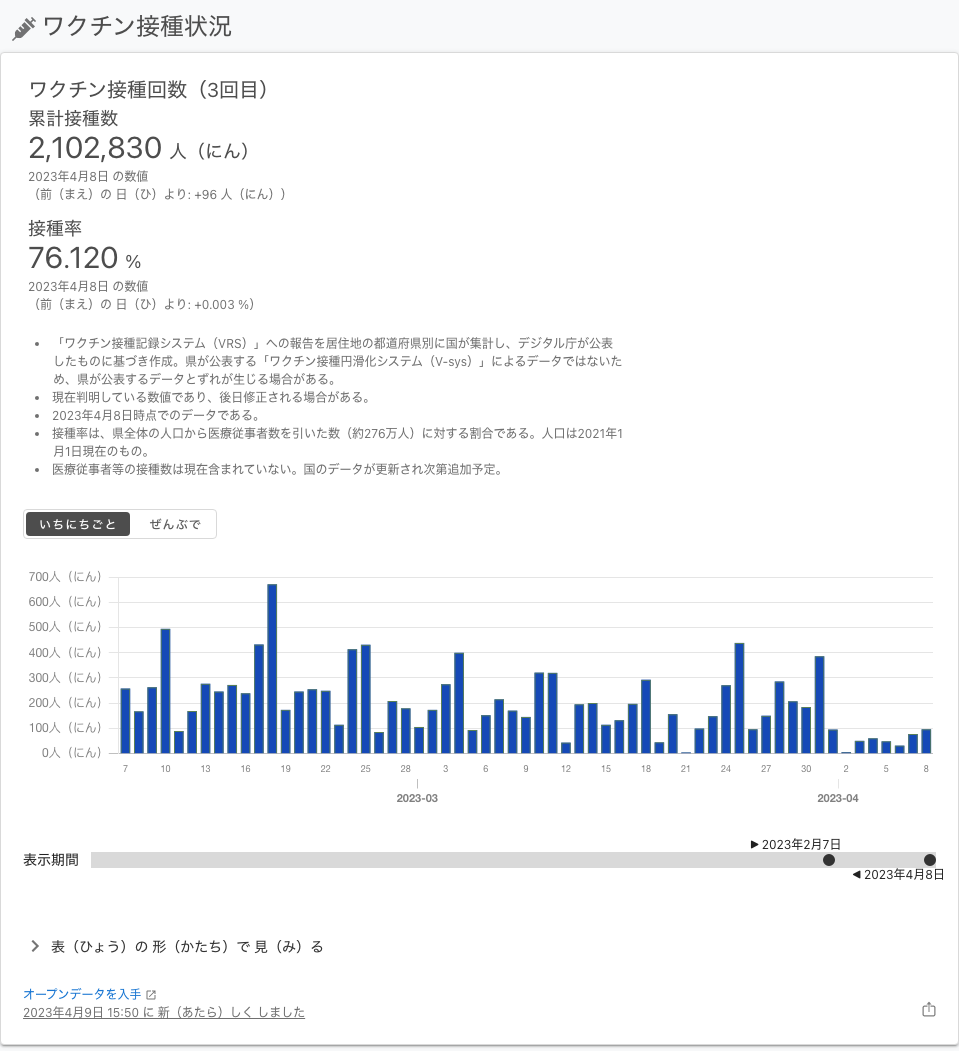 ワクチン接種状況
ワクチン接種回数（3回目）
累計接種数
2,102,830 人（にん）
2023年4月8日 の数値
（前（まえ）の 日（ひ）より: +96 人（にん））
接種率
76.120 %
2023年4月8日 の数値
（前（まえ）の 日（ひ）より: +0.003 %）
• 「ワクチン接種記録システム（VRS）」への報告を居住地の都道府県別に国が集計し、デジタル庁が公表
したものに基づき作成。県が公表する「ワクチン接種円滑化システム（V-sys）」によるデータではないた
め、県が公表するデータとずれが生じる場合がある。
• 現在判明している数値であり、後日修正される場合がある。
• 2023年4月8日時点でのデータである。
• 接種率は、県全体の人口から医療従事者数を引いた数（約276万人）に対する割合である。人口は2021年1
月1日現在のもの。
• 医療従事者等の接種数は現在含まれていない。国のデータが更新され次第追加予定。
いちにちごと ぜんぶで
700人（にん）
600人（にん）
500人（にん）
400人（にん）
300人（にん）
200人（にん）
100人（にん）
0人（にん）
7 10 13 16 19 22 25 28 3 6 9 12 15 18 21 24 27 30 2 5 8
2023-03 2023-04
▶ 2023年2月7日
表示期間
◀ 2023年4月8日
表（ひょう）の 形（かたち）で 見（み）る
オープンデータを入手
2023年4月9日 15:50 に 新（あたら）しく しました